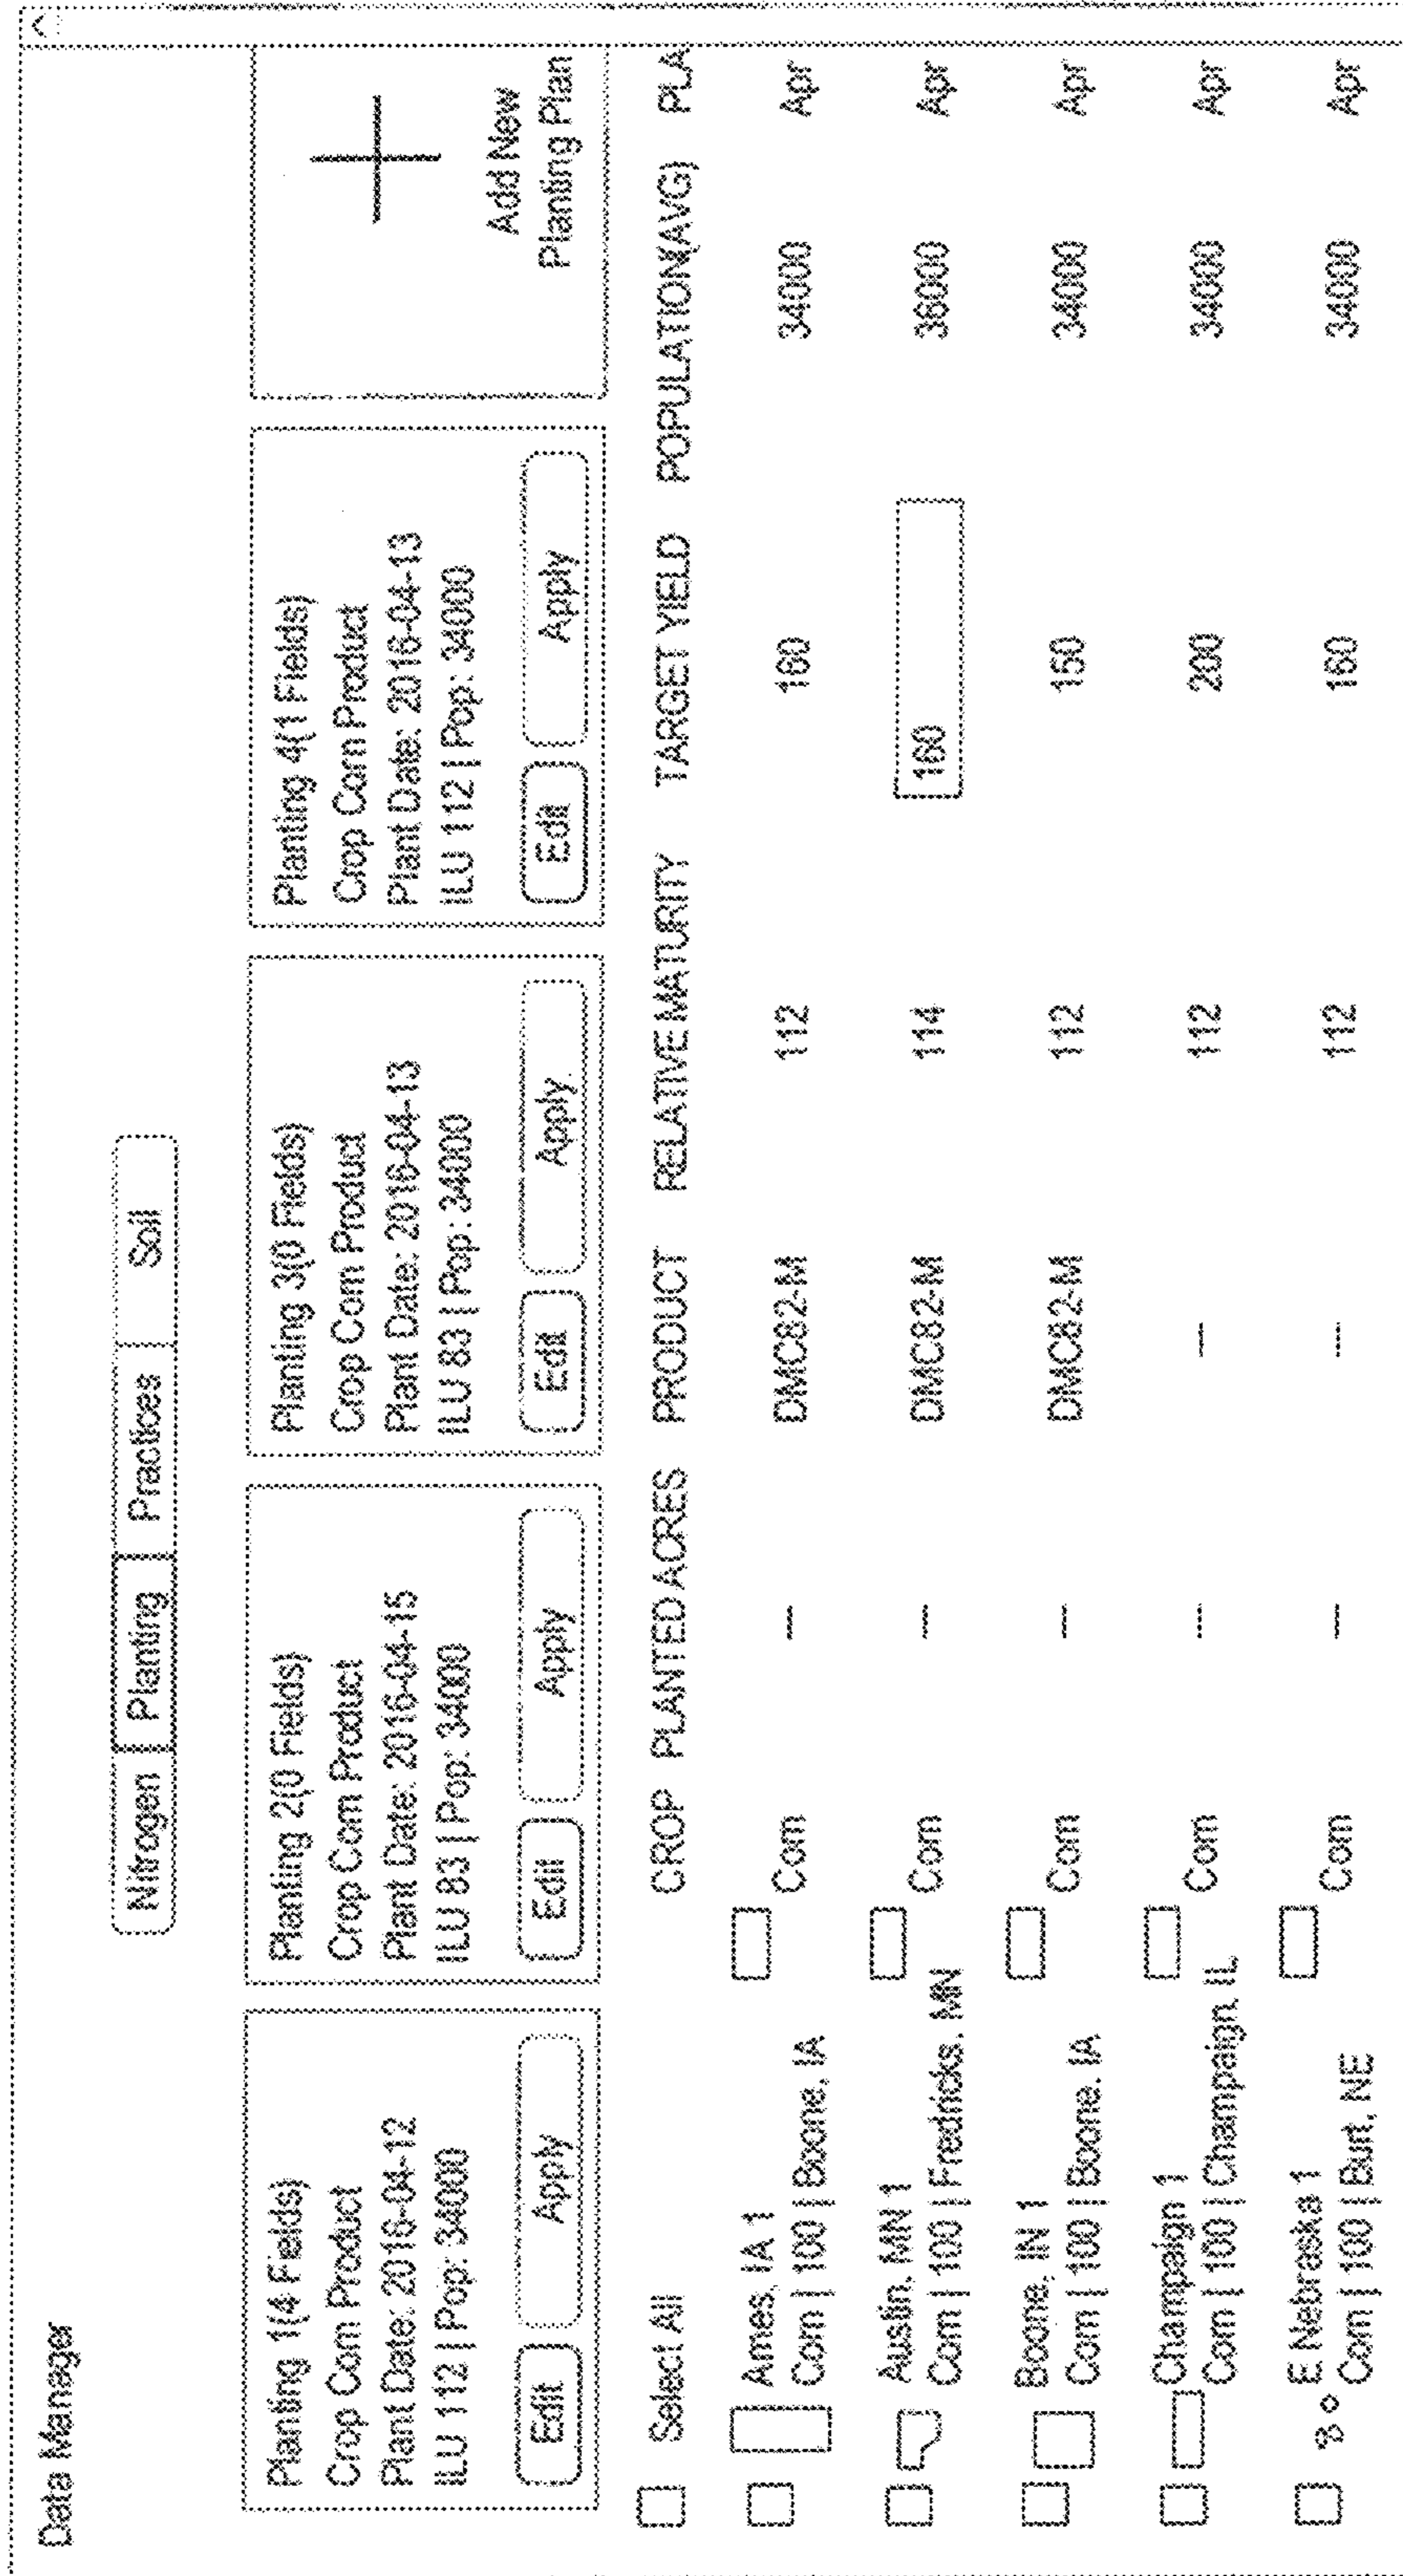 Data Manager
Nitrogen Planting Practices Soil
Planting 1(4 Fields)
Crop Corn Product
Plant Date: 2016-04-12
ILU 112 | Pop: 34000
Edit Apply
Planting 2(0 Fields)
Crop Corn Product
Plant Date: 2016-04-15
ILU 83 | Pop: 34000
Edit Apply
Planting 3(0 Fields)
Crop Corn Product
Plant Date: 2016-04-13
ILU 83 | Pop: 34000
Edit Apply
Planting 4(1 Fields)
Crop Corn Product
Plant Date: 2016-04-13
ILU 112 | Pop: 34000
Edit Apply
Add New
Planting Plan
Select All CROP PLANTED ACRES PRODUCT RELATIVE MATURITY TARGET YIELD POPULATION(AVG) PLA
Ames, IA 1
Corn | 100 | Boone, IA Corn — DMC82-M 112 160 34000 Apr
Austin, MN 1
Corn | 100 | Fredricks, MN Corn — DMC82-M 114 160 36000 Apr
Boone, IN 1
Corn | 100 | Boone, IA Corn — DMC82-M 112 150 34000 Apr
Champaign 1
Corn | 100 | Champaign, IL Corn — — 112 200 34000 Apr
E Nebraska 1
Corn | 100 | Burt, NE Corn — — 112 160 34000 Apr